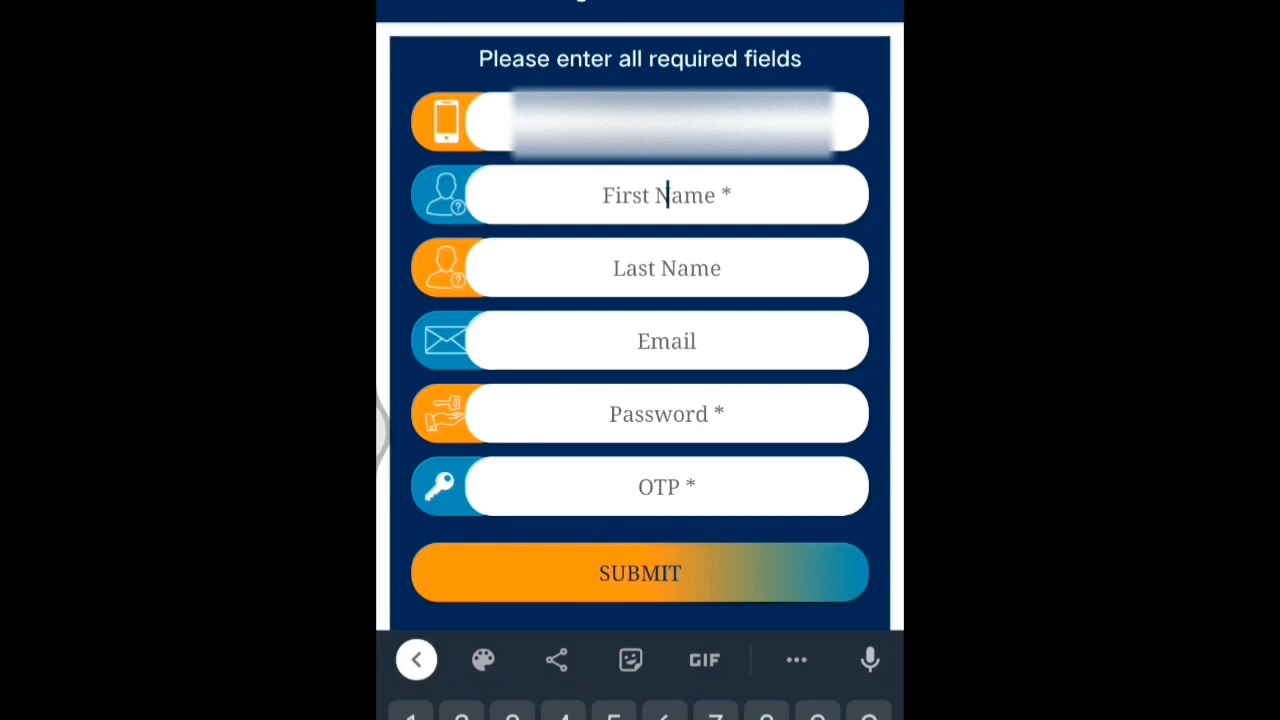 Please enter all required fields
First Name *
Last Name
Email
Password *
OTP *
SUBMIT
GIF